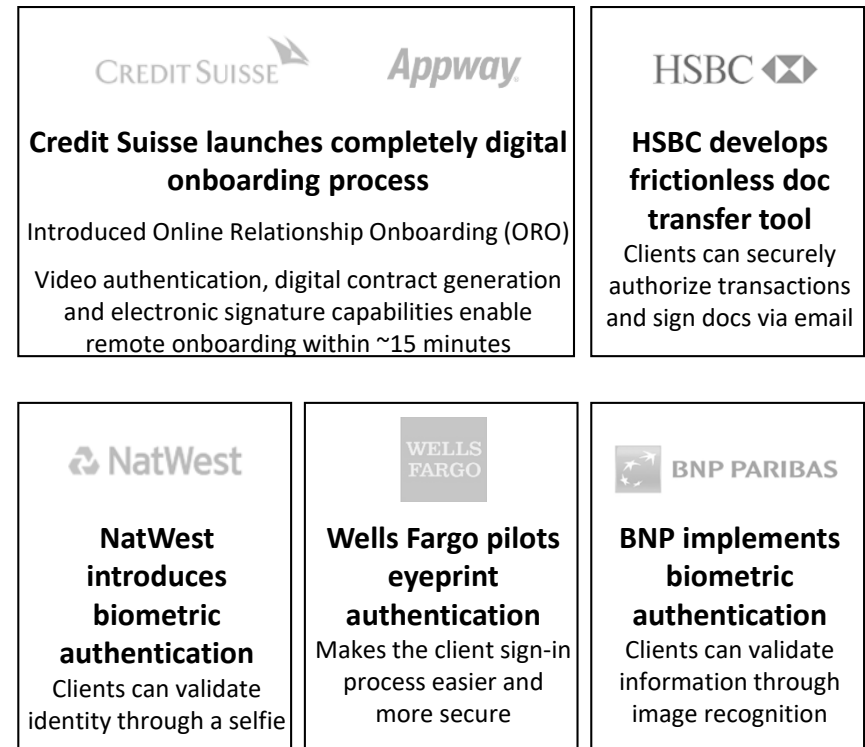 CREDIT SUISSE
Appway
Credit Suisse launches completely digital
onboarding process
Introduced Online Relationship Onboarding (ORO)
Video authentication, digital contract generation
and electronic signature capabilities enable
remote onboarding within ~15 minutes
HSBC
HSBC develops
frictionless doc
transfer tool
Clients can securely
authorize transactions
and sign docs via email
NatWest
NatWest
introduces
biometric
authentication
Clients can validate
identity through a selfie
WELLS
FARGO
Wells Fargo pilots
eyeprint
authentication
Makes the client sign-in
process easier and
more secure
BNP PARIBAS
BNP implements
biometric
authentication
Clients can validate
information through
image recognition